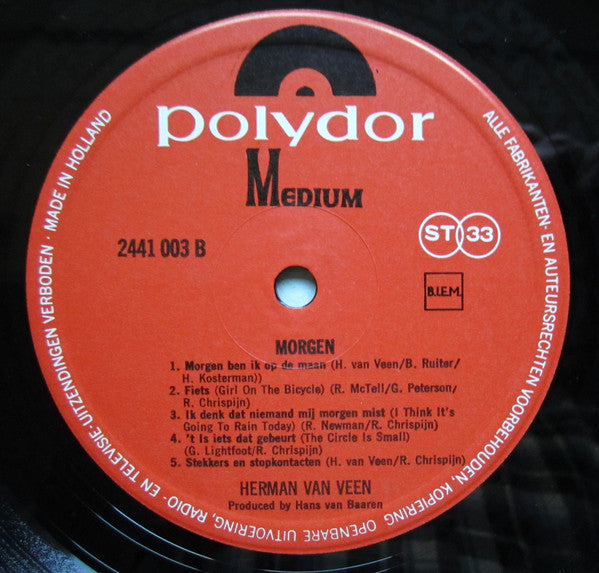 polydor
MEDIUM
2441 003 B
ST 33
B.I.E.M.
MORGEN
1. Morgen ben ik op de maan (H. van Veen/B. Ruiter/
H. Kosterman))
2. Fiets (Girl On The Bicycle) (R. McTell/G. Peterson/
R. Chrispijn)
3. Ik denk dat niemand mij morgen mist (I Think It's
Going To Rain Today) (R. Newman/R. Chrispijn)
4. 't Is iets dat gebeurt (The Circle Is Small)
(G. Lightfoot/R. Chrispijn)
5. Stekkers en stopkontacten (H. van Veen/R. Chrispijn)
HERMAN VAN VEEN
Produced by Hans van Baaren
ALLE FABRIKANTEN- EN AUTEURSRECHTEN VOORBEHOUDEN, KOPIERING, OPENBARE UITVOERING, RADIO- EN TELEVISIE-UITZENDINGEN VERBODEN · MADE IN HOLLAND